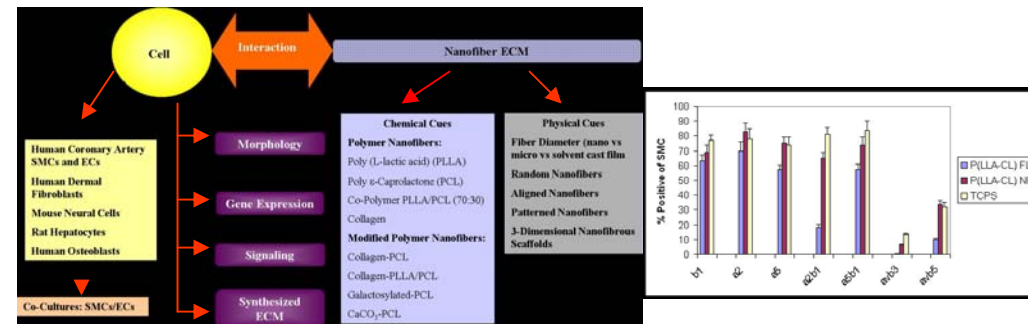 Cell
Interaction
Nanofiber ECM
Human Coronary Artery
SMCs and ECs
Human Dermal
Fibroblasts
Mouse Neural Cells
Rat Hepatocytes
Human Osteoblasts
Co-Cultures: SMCs/ECs
Morphology
Gene Expression
Signaling
Synthesized
ECM
Chemical Cues
Polymer Nanofibers:
Poly (L-lactic acid) (PLLA)
Poly ε-Caprolactone (PCL)
Co-Polymer PLLA/PCL (70:30)
Collagen
Modified Polymer Nanofibers:
Collagen-PCL
Collagen-PLLA/PCL
Galactosylated-PCL
CaCO₃-PCL
Physical Cues
Fiber Diameter (nano vs
micro vs solvent cast film
Random Nanofibers
Aligned Nanofibers
Patterned Nanofibers
3-Dimensional Nanofibrous
Scaffolds
% Positive of SMC
100
90
80
70
60
50
40
30
20
10
0
b1
a2
a5
a2b1
a5b1
avb3
avb5
P(LLA-CL)
P(LLA-CL)
TCPS